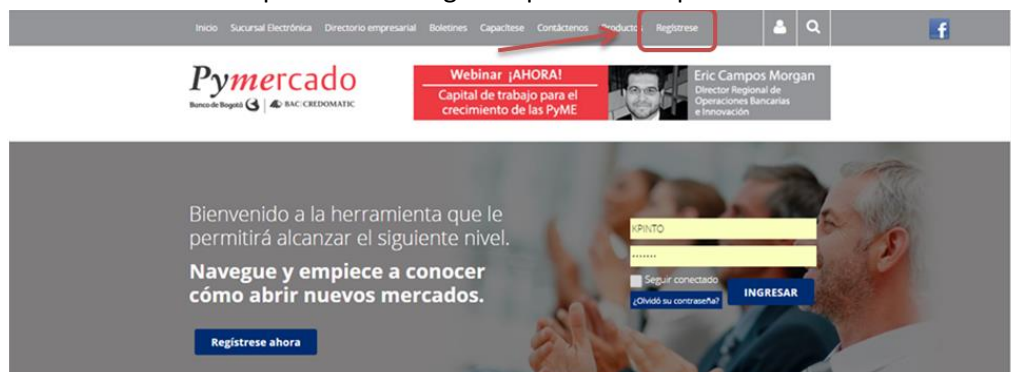 Inicio Sucursal Electrónica Directorio empresarial Boletines Capacítese Contáctenos Productos Regístrese
f
Pymercado
Banco de Bogotá | BAC CREDOMATIC
Webinar ¡AHORA!
Capital de trabajo para el
crecimiento de las PyME
Eric Campos Morgan
Director Regional de
Operaciones Bancarias
e Innovación
Bienvenido a la herramienta que le
permitirá alcanzar el siguiente nivel.
Navegue y empiece a conocer
cómo abrir nuevos mercados.
Regístrese ahora
KPINTO
•••••••
Seguir conectado
¿Olvidó su contraseña?
INGRESAR